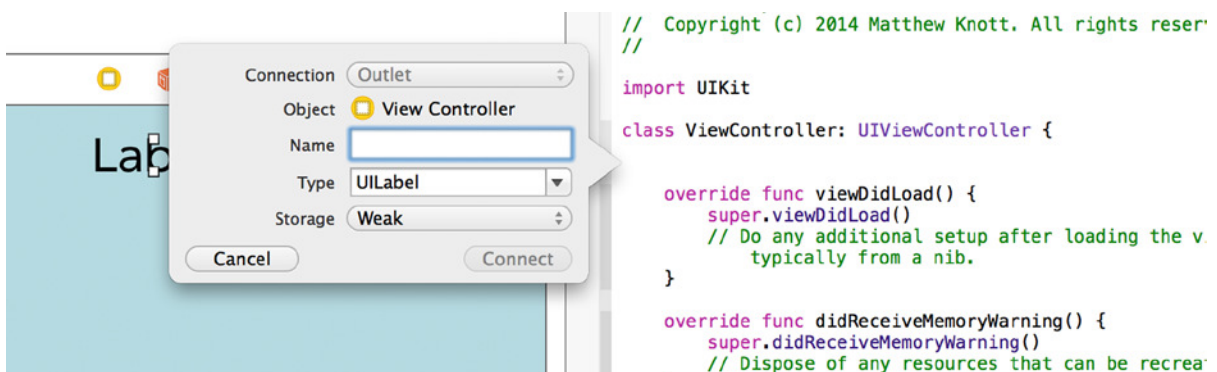 Connection Outlet
Object View Controller
Name
Type UILabel
Storage Weak
Cancel Connect
Lab
// Copyright (c) 2014 Matthew Knott. All rights reser
//
import UIKit
class ViewController: UIViewController {
override func viewDidLoad() {
super.viewDidLoad()
// Do any additional setup after loading the v
typically from a nib.
}
override func didReceiveMemoryWarning() {
super.didReceiveMemoryWarning()
// Dispose of any resources that can be recrea